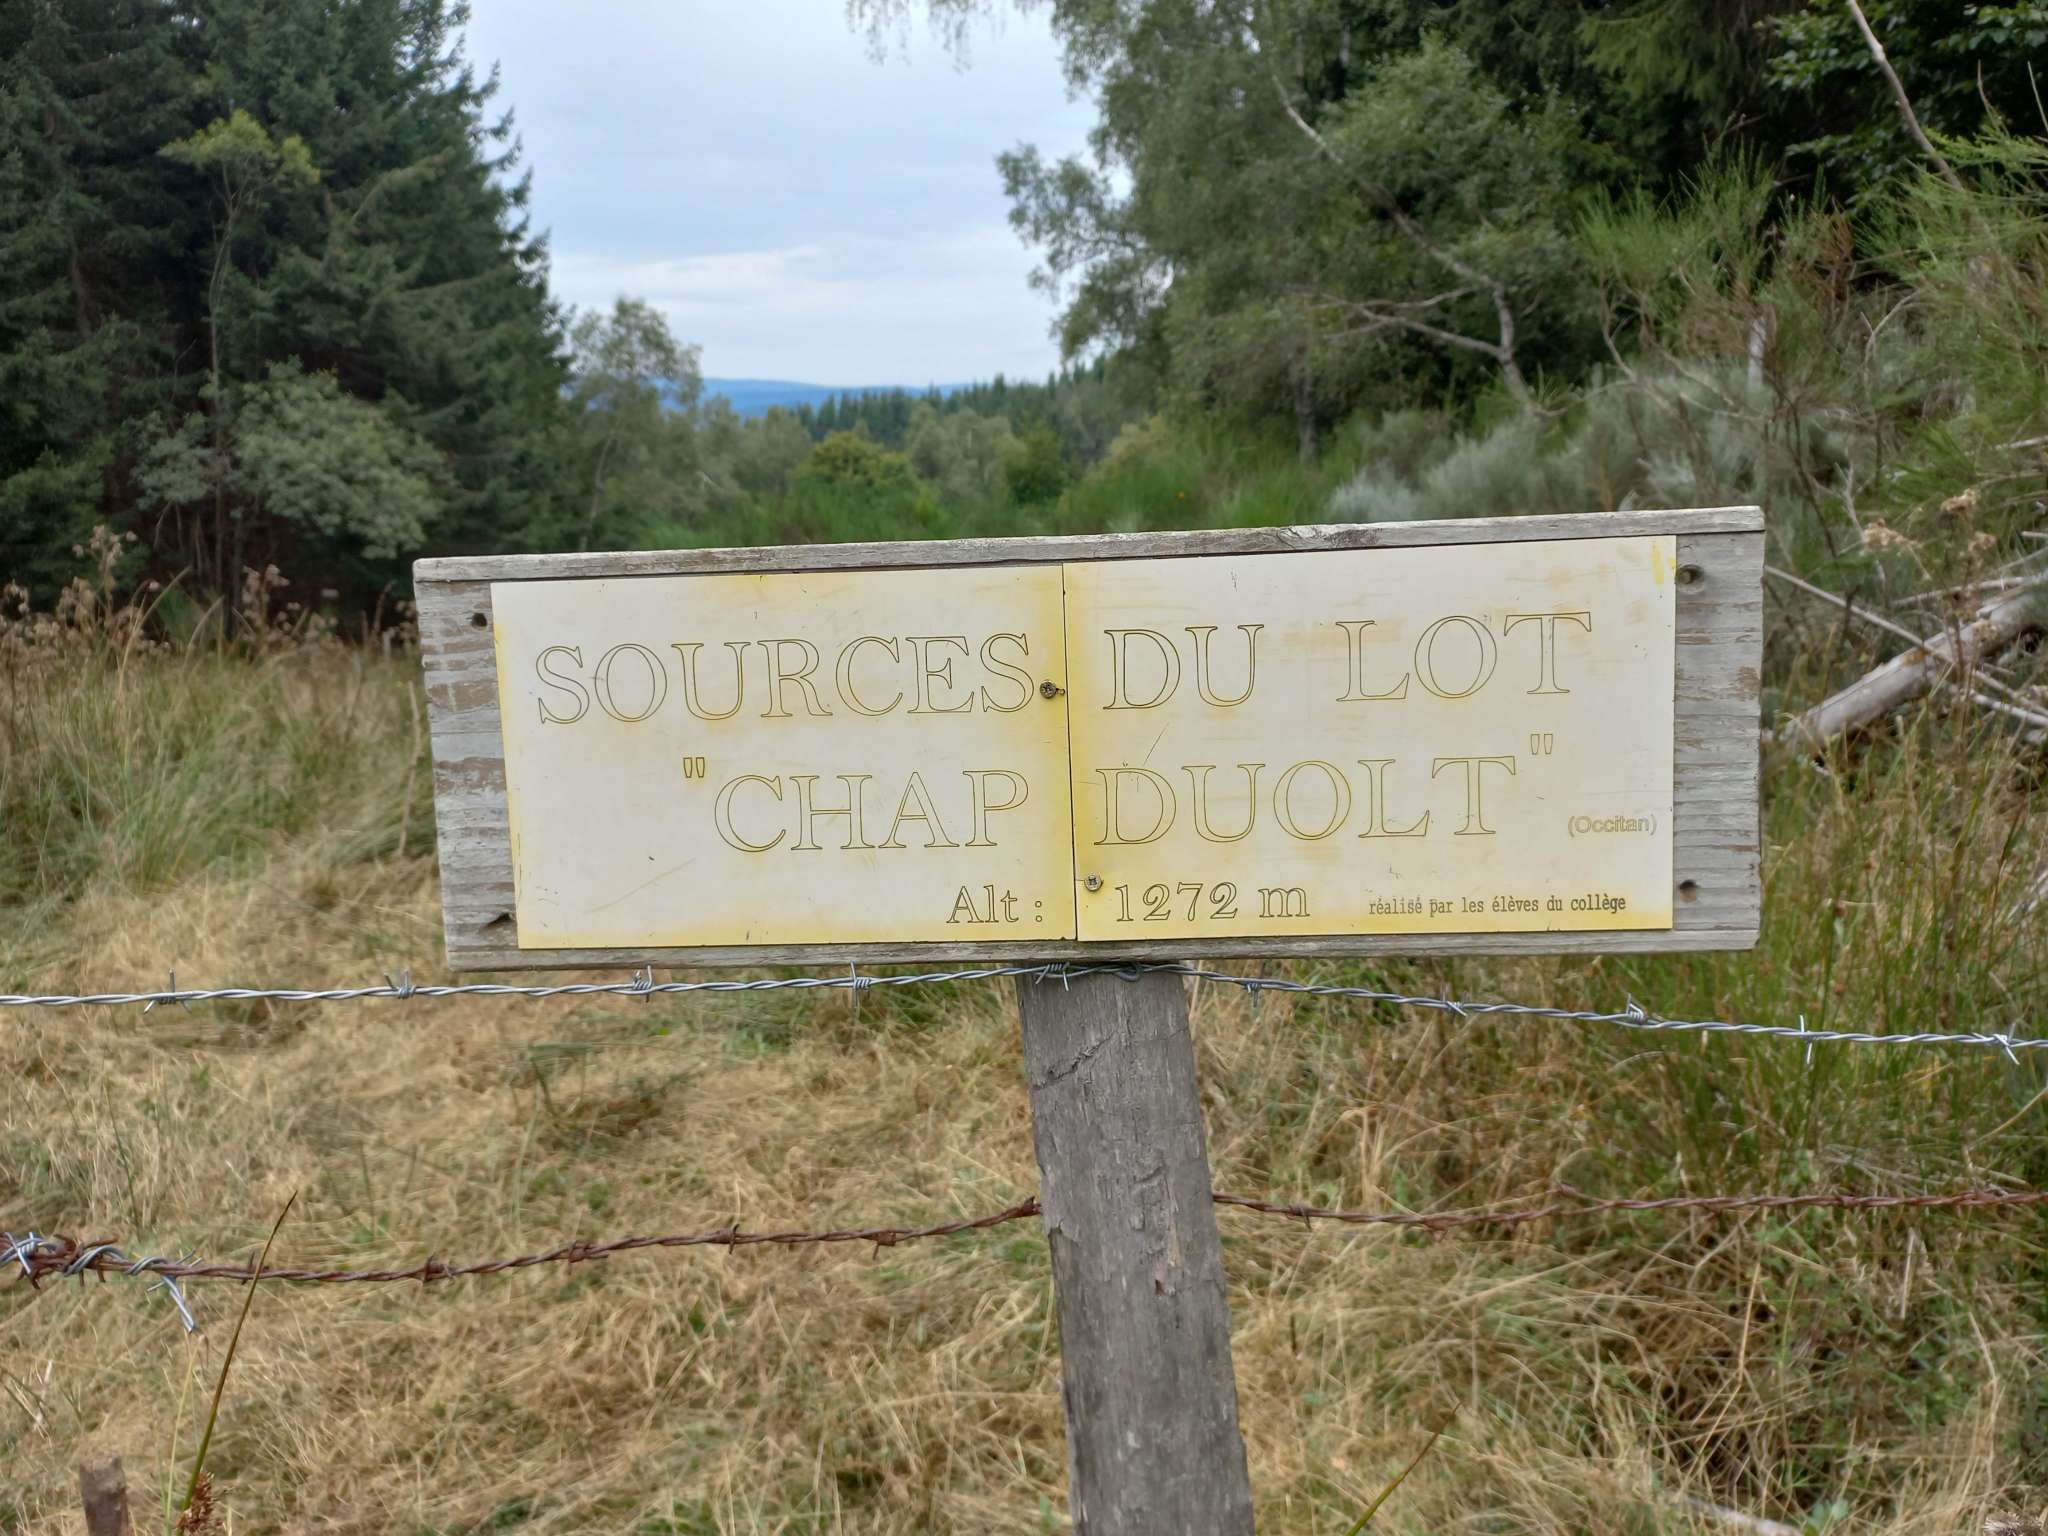 SOURCES DU LOT
"CHAP DUOLT" (Occitan)
Alt : 1272 m réalisé par les élèves du collège